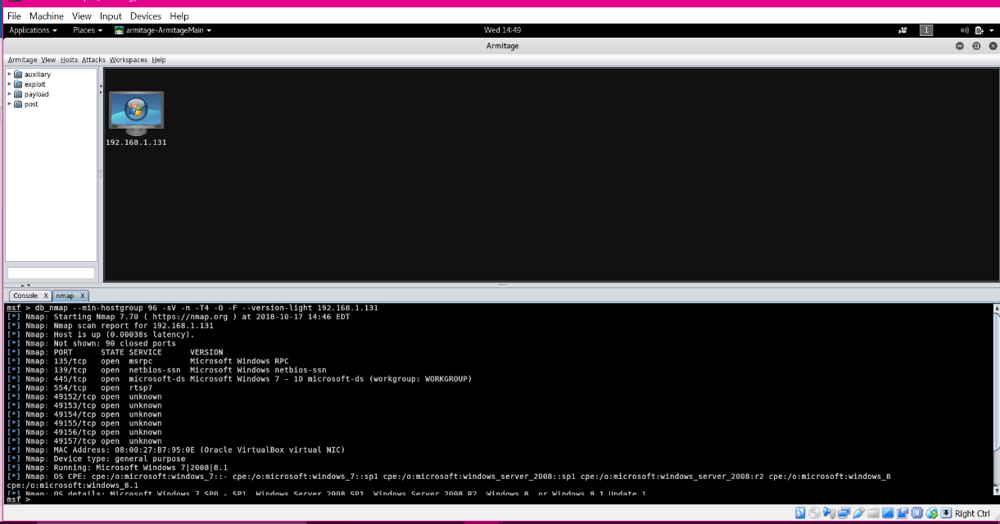 File Machine View Input Devices Help
Applications Places armitage-ArmitageMain Wed 14:49 1
Armitage
Armitage View Hosts Attacks Workspaces Help
auxiliary
exploit
payload
post
192.168.1.131
Console X nmap X
msf > db_nmap --min-hostgroup 96 -sV -n -T4 -O -F --version-light 192.168.1.131
[*] Nmap: Starting Nmap 7.70 ( https://nmap.org ) at 2018-10-17 14:46 EDT
[*] Nmap: Nmap scan report for 192.168.1.131
[*] Nmap: Host is up (0.00038s latency).
[*] Nmap: Not shown: 90 closed ports
[*] Nmap: PORT STATE SERVICE VERSION
[*] Nmap: 135/tcp open msrpc Microsoft Windows RPC
[*] Nmap: 139/tcp open netbios-ssn Microsoft Windows netbios-ssn
[*] Nmap: 445/tcp open microsoft-ds Microsoft Windows 7 - 10 microsoft-ds (workgroup: WORKGROUP)
[*] Nmap: 554/tcp open rtsp?
[*] Nmap: 49152/tcp open unknown
[*] Nmap: 49153/tcp open unknown
[*] Nmap: 49154/tcp open unknown
[*] Nmap: 49155/tcp open unknown
[*] Nmap: 49156/tcp open unknown
[*] Nmap: 49157/tcp open unknown
[*] Nmap: MAC Address: 08:00:27:B7:95:0E (Oracle VirtualBox virtual NIC)
[*] Nmap: Device type: general purpose
[*] Nmap: Running: Microsoft Windows 7|2008|8.1
[*] Nmap: OS CPE: cpe:/o:microsoft:windows_7::- cpe:/o:microsoft:windows_7::sp1 cpe:/o:microsoft:windows_server_2008::sp1 cpe:/o:microsoft:windows_server_2008:r2 cpe:/o:microsoft:windows_8
cpe:/o:microsoft:windows_8.1
[*] Nmap: OS details: Microsoft Windows 7 SP0 - SP1, Windows Server 2008 SP1, Windows Server 2008 R2, Windows 8, or Windows 8.1 Update 1
msf >
Right Ctrl